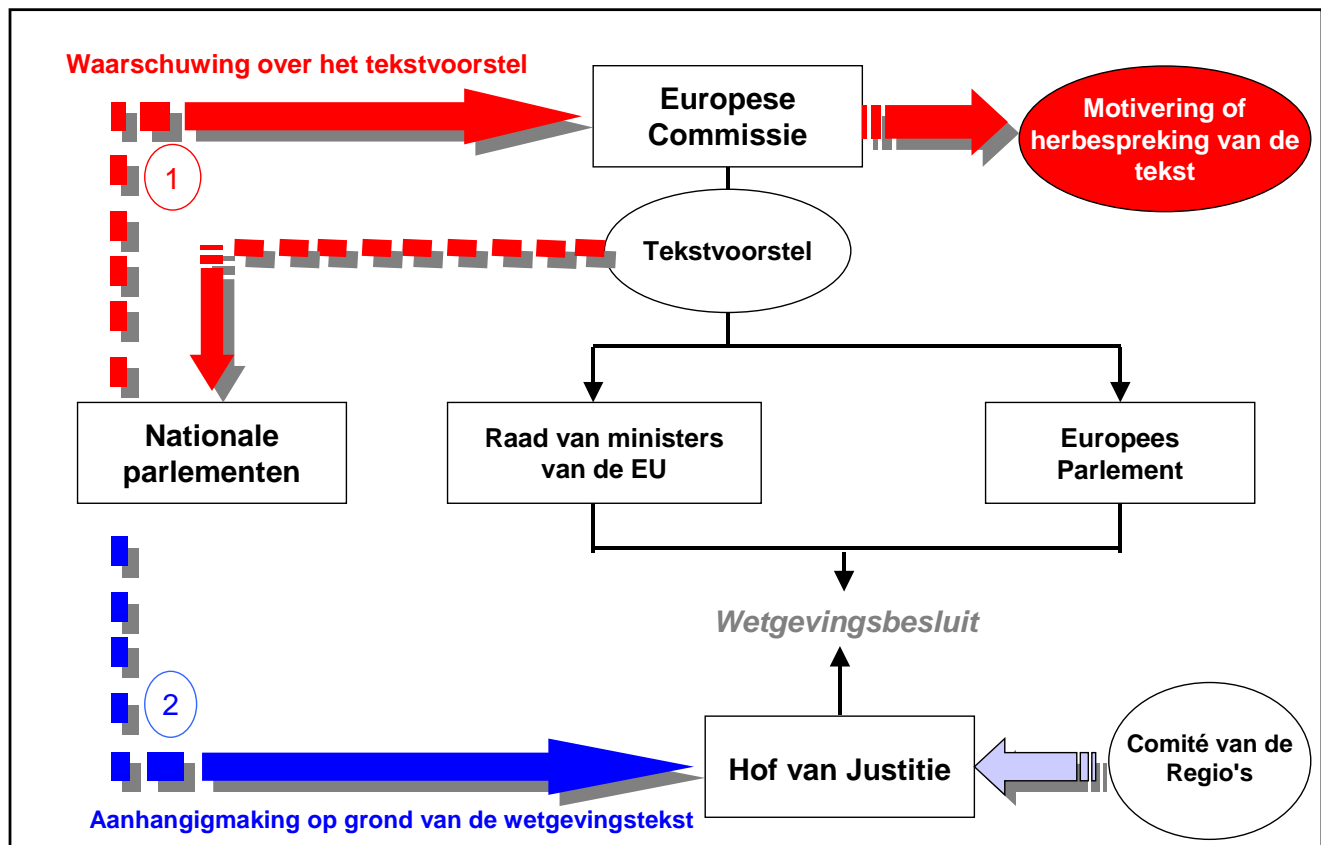 Waarschuwing over het tekstvoorstel
Europese
Commissie
Motivering of
herbespreking van de
tekst
1
Tekstvoorstel
Nationale
parlementen
Raad van ministers
van de EU
Europees
Parlement
Wetgevingsbesluit
2
Hof van Justitie
Comité van de
Regio's
Aanhangigmaking op grond van de wetgevingstekst